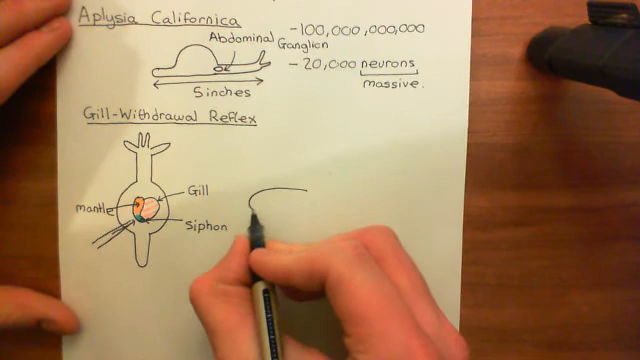 Aplysia Californica
-100,000,000,000
Abdominal
Ganglion
-20,000 neurons
massive.
5 inches
Gill-Withdrawal Reflex
Gill
mantle
Siphon